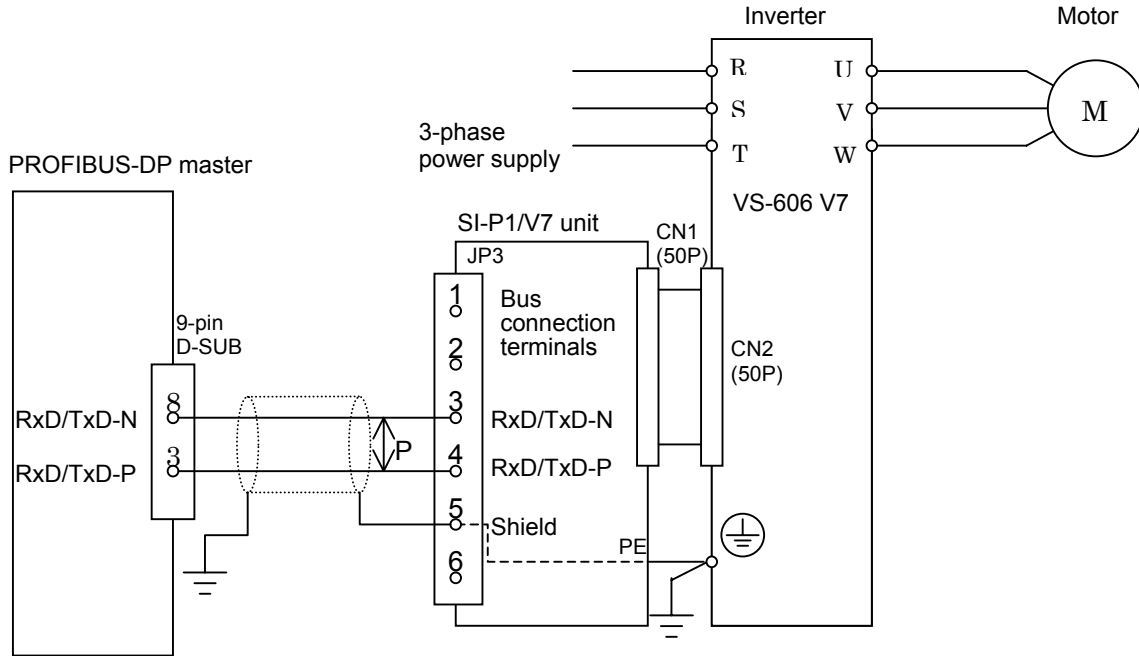 Inverter
Motor
R
U
S
V
M
T
W
3-phase
power supply
VS-606 V7
PROFIBUS-DP master
SI-P1/V7 unit
CN1
(50P)
JP3
1
Bus
connection
terminals
2
9-pin
D-SUB
CN2
(50P)
RxD/TxD-N
8
3
RxD/TxD-N
P
RxD/TxD-P
3
4
RxD/TxD-P
5
Shield
PE
6